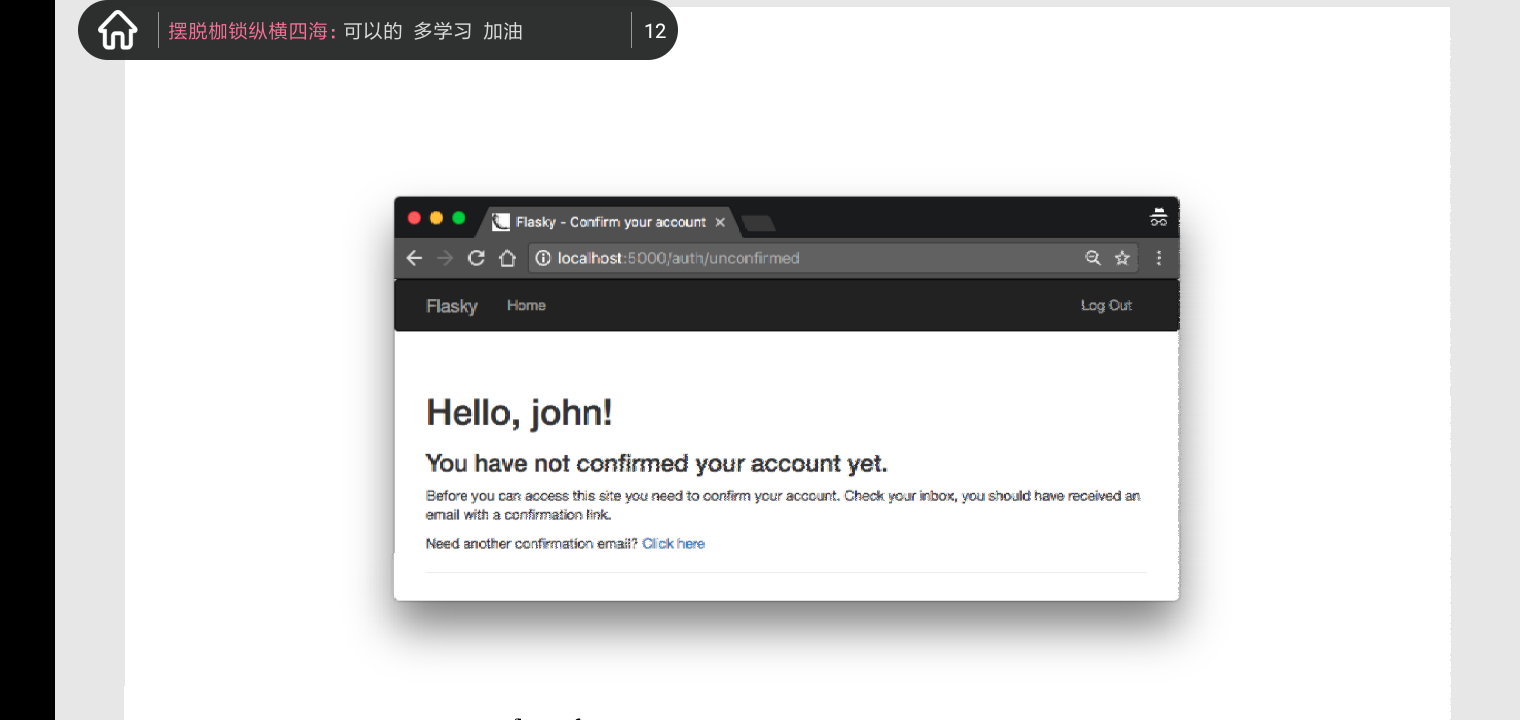 摆脱枷锁纵横四海: 可以的 多学习 加油 12
Flasky - Confirm your account
localhost:5000/auth/unconfirmed
Flasky Home Log Out
Hello, john!
You have not confirmed your account yet.
Before you can access this site you need to confirm your account. Check your inbox, you should have received an
email with a confirmation link.
Need another confirmation email? Click here